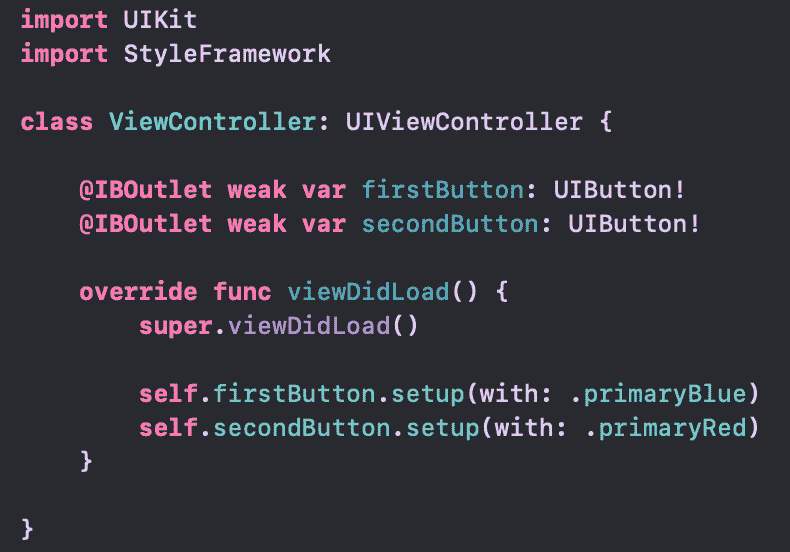 import UIKit
import StyleFramework
class ViewController: UIViewController {
@IBOutlet weak var firstButton: UIButton!
@IBOutlet weak var secondButton: UIButton!
override func viewDidLoad() {
super.viewDidLoad()
self.firstButton.setup(with: .primaryBlue)
self.secondButton.setup(with: .primaryRed)
}
}